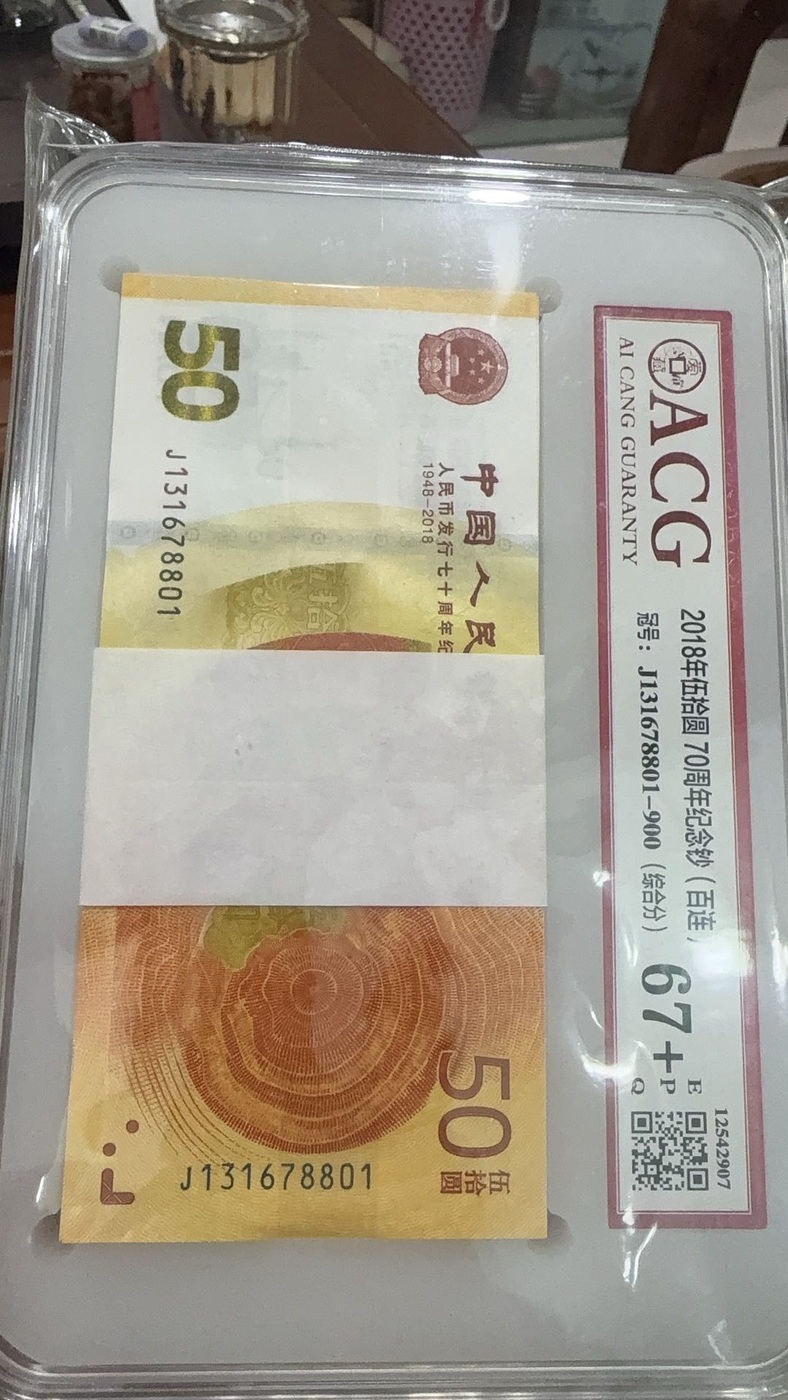 50
J131678801
中国人民
人民币发行七十周年纪
1948-2018
50
伍拾圆
J131678801
ACG
AI CANG GUARANTY
2018年伍拾圆 70周年纪念钞(百连)
冠号:J131678801-900(综合分)
67+
E
P
Q
12542907